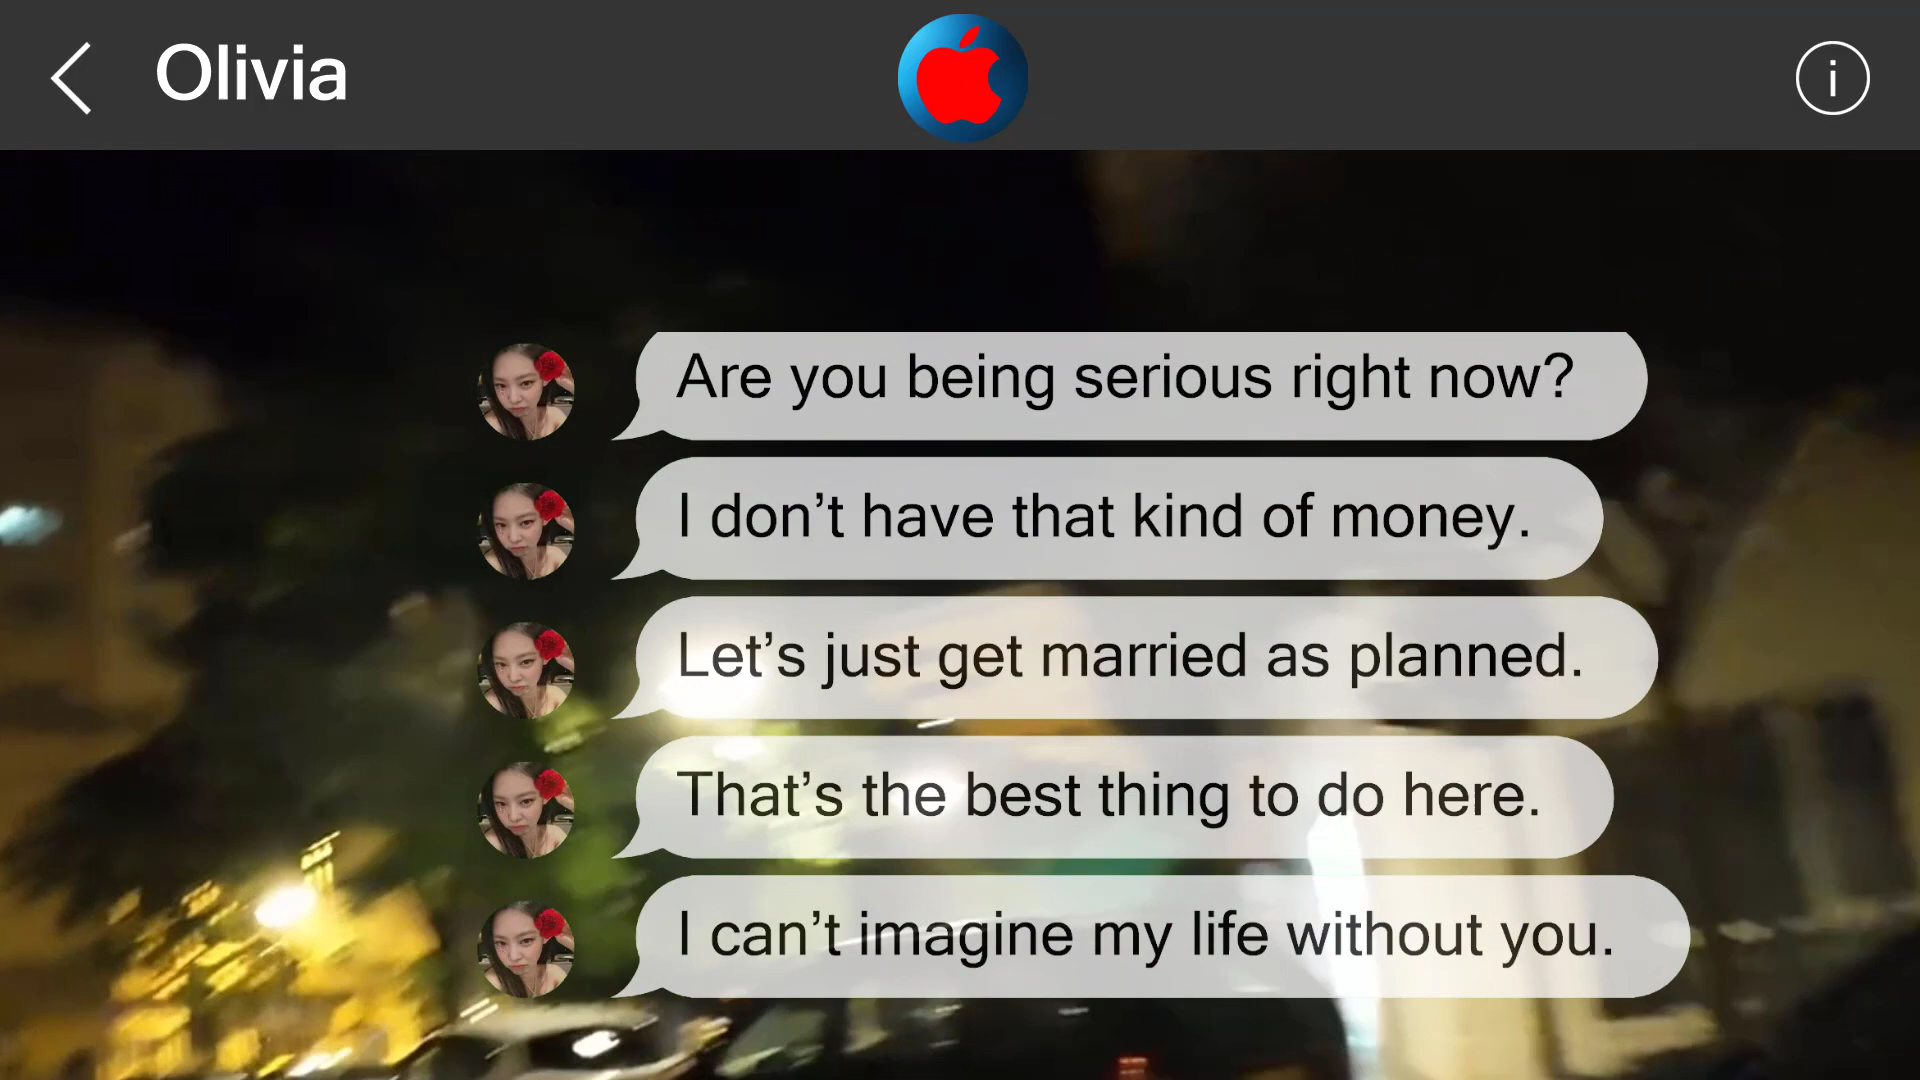 Olivia
Are you being serious right now?
I don’t have that kind of money.
Let’s just get married as planned.
That’s the best thing to do here.
I can’t imagine my life without you.